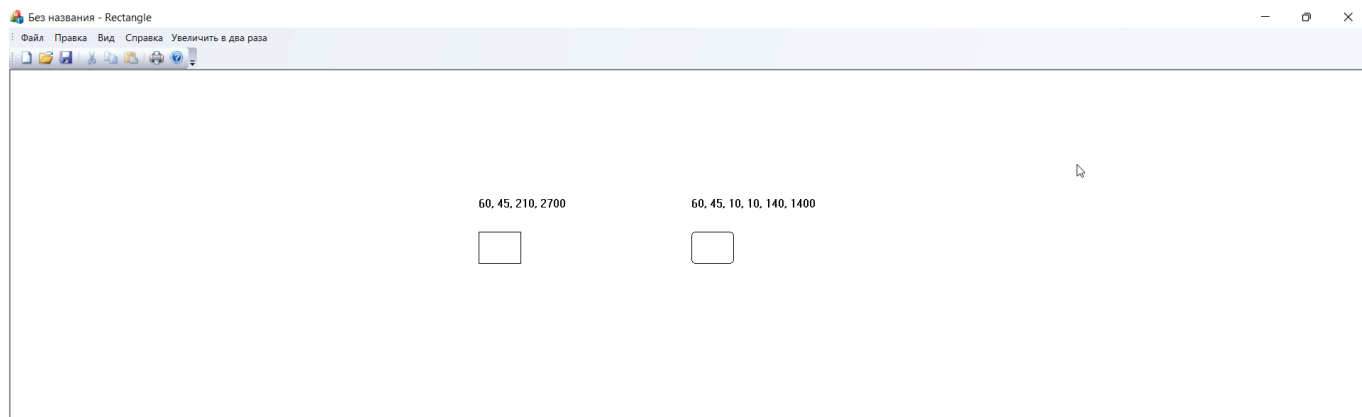 Без названия - Rectangle
Файл Правка Вид Справка Увеличить в два раза
60, 45, 210, 2700
60, 45, 10, 10, 140, 1400